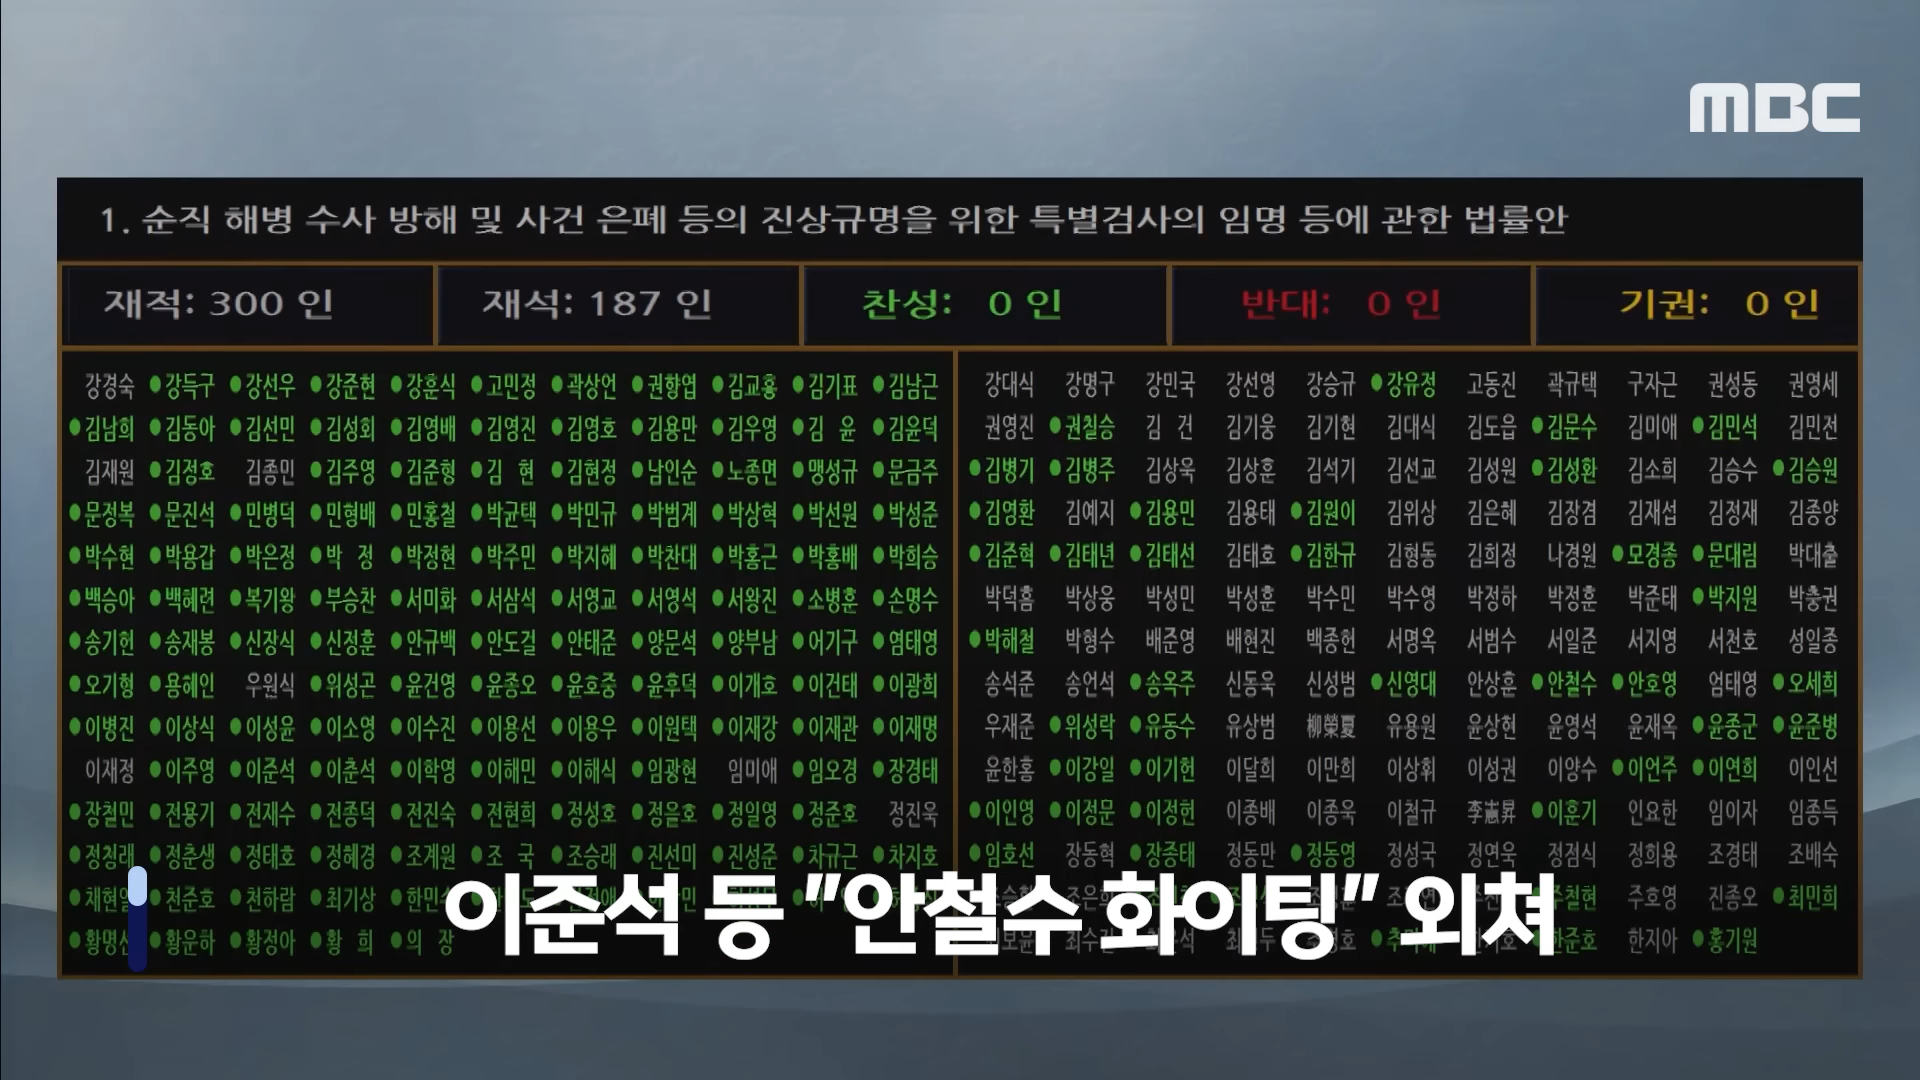 MBC
1. 순직 해병 수사 방해 및 사건 은폐 등의 진상규명을 위한 특별검사의 임명 등에 관한 법률안
재적: 300 인 재석: 187 인 찬성: 0 인 반대: 0 인 기권: 0 인
강경숙 강득구 강선우 강준현 강훈식 고민정 곽상언 권향엽 김교흥 김기표 김남근
김남희 김동아 김선민 김성회 김영배 김영진 김영호 김용만 김우영 김 윤 김윤덕
김재원 김정호 김종민 김주영 김준형 김 현 김현정 남인순 노종면 맹성규 문금주
문정복 문진석 민병덕 민형배 민홍철 박균택 박민규 박범계 박상혁 박선원 박성준
박수현 박용갑 박은정 박 정 박정현 박주민 박지혜 박찬대 박홍근 박홍배 박희승
백승아 백혜련 복기왕 부승찬 서미화 서삼석 서영교 서영석 서왕진 소병훈 손명수
송기헌 송재봉 신장식 신정훈 안규백 안도걸 안태준 양문석 양부남 어기구 염태영
오기형 용혜인 우원식 위성곤 윤건영 윤종오 윤호중 윤후덕 이개호 이건태 이광희
이병진 이상식 이성윤 이소영 이수진 이용선 이용우 이원택 이재강 이재관 이재명
이재정 이주영 이준석 이춘석 이학영 이해민 이해식 임광현 임미애 임오경 장경태
장철민 전용기 전재수 전종덕 전진숙 전현희 정성호 정을호 정일영 정준호 정진욱
정청래 정춘생 정태호 정혜경 조계원 조 국 조승래 진선미 진성준 차규근 차지호
채현일 천준호 천하람 최기상
황명선 황운하 황정아 황 희 의 장
강대식 강명구 강민국 강선영 강승규 강유정 고동진 곽규택 구자근 권성동 권영세
권영진 권칠승 김 건 김기웅 김기현 김대식 김도읍 김문수 김미애 김민석 김민전
김병기 김병주 김상욱 김상훈 김석기 김선교 김성원 김성환 김소희 김승수 김승원
김영환 김예지 김용민 김용태 김원이 김위상 김은혜 김장겸 김재섭 김정재 김종양
김준혁 김태년 김태선 김태호 김한규 김형동 김희정 나경원 모경종 문대림 박대출
박덕흠 박상웅 박성민 박성훈 박수민 박수영 박정하 박정훈 박준태 박지원 박충권
박해철 박형수 배준영 배현진 백종헌 서명옥 서범수 서일준 서지영 서천호 성일종
송석준 송언석 송옥주 신동욱 신성범 신영대 안상훈 안철수 안호영 엄태영 오세희
우재준 위성락 유동수 유상범 柳榮夏 유용원 윤상현 윤영석 윤재옥 윤종군 윤준병
윤한홍 이강일 이기헌 이달희 이만희 이상휘 이성권 이양수 이언주 이연희 이인선
이인영 이정문 이정헌 이종배 이종욱 이철규 李憲昇 이훈기 인요한 임이자 임종득
임호선 장동혁 장종태 정동만 정동영 정성국 정연욱 정점식 정희용 조경태 조배숙
주호영 진종오 최민희
한준호 한지아 홍기원
이준석 등 "안철수 화이팅" 외쳐